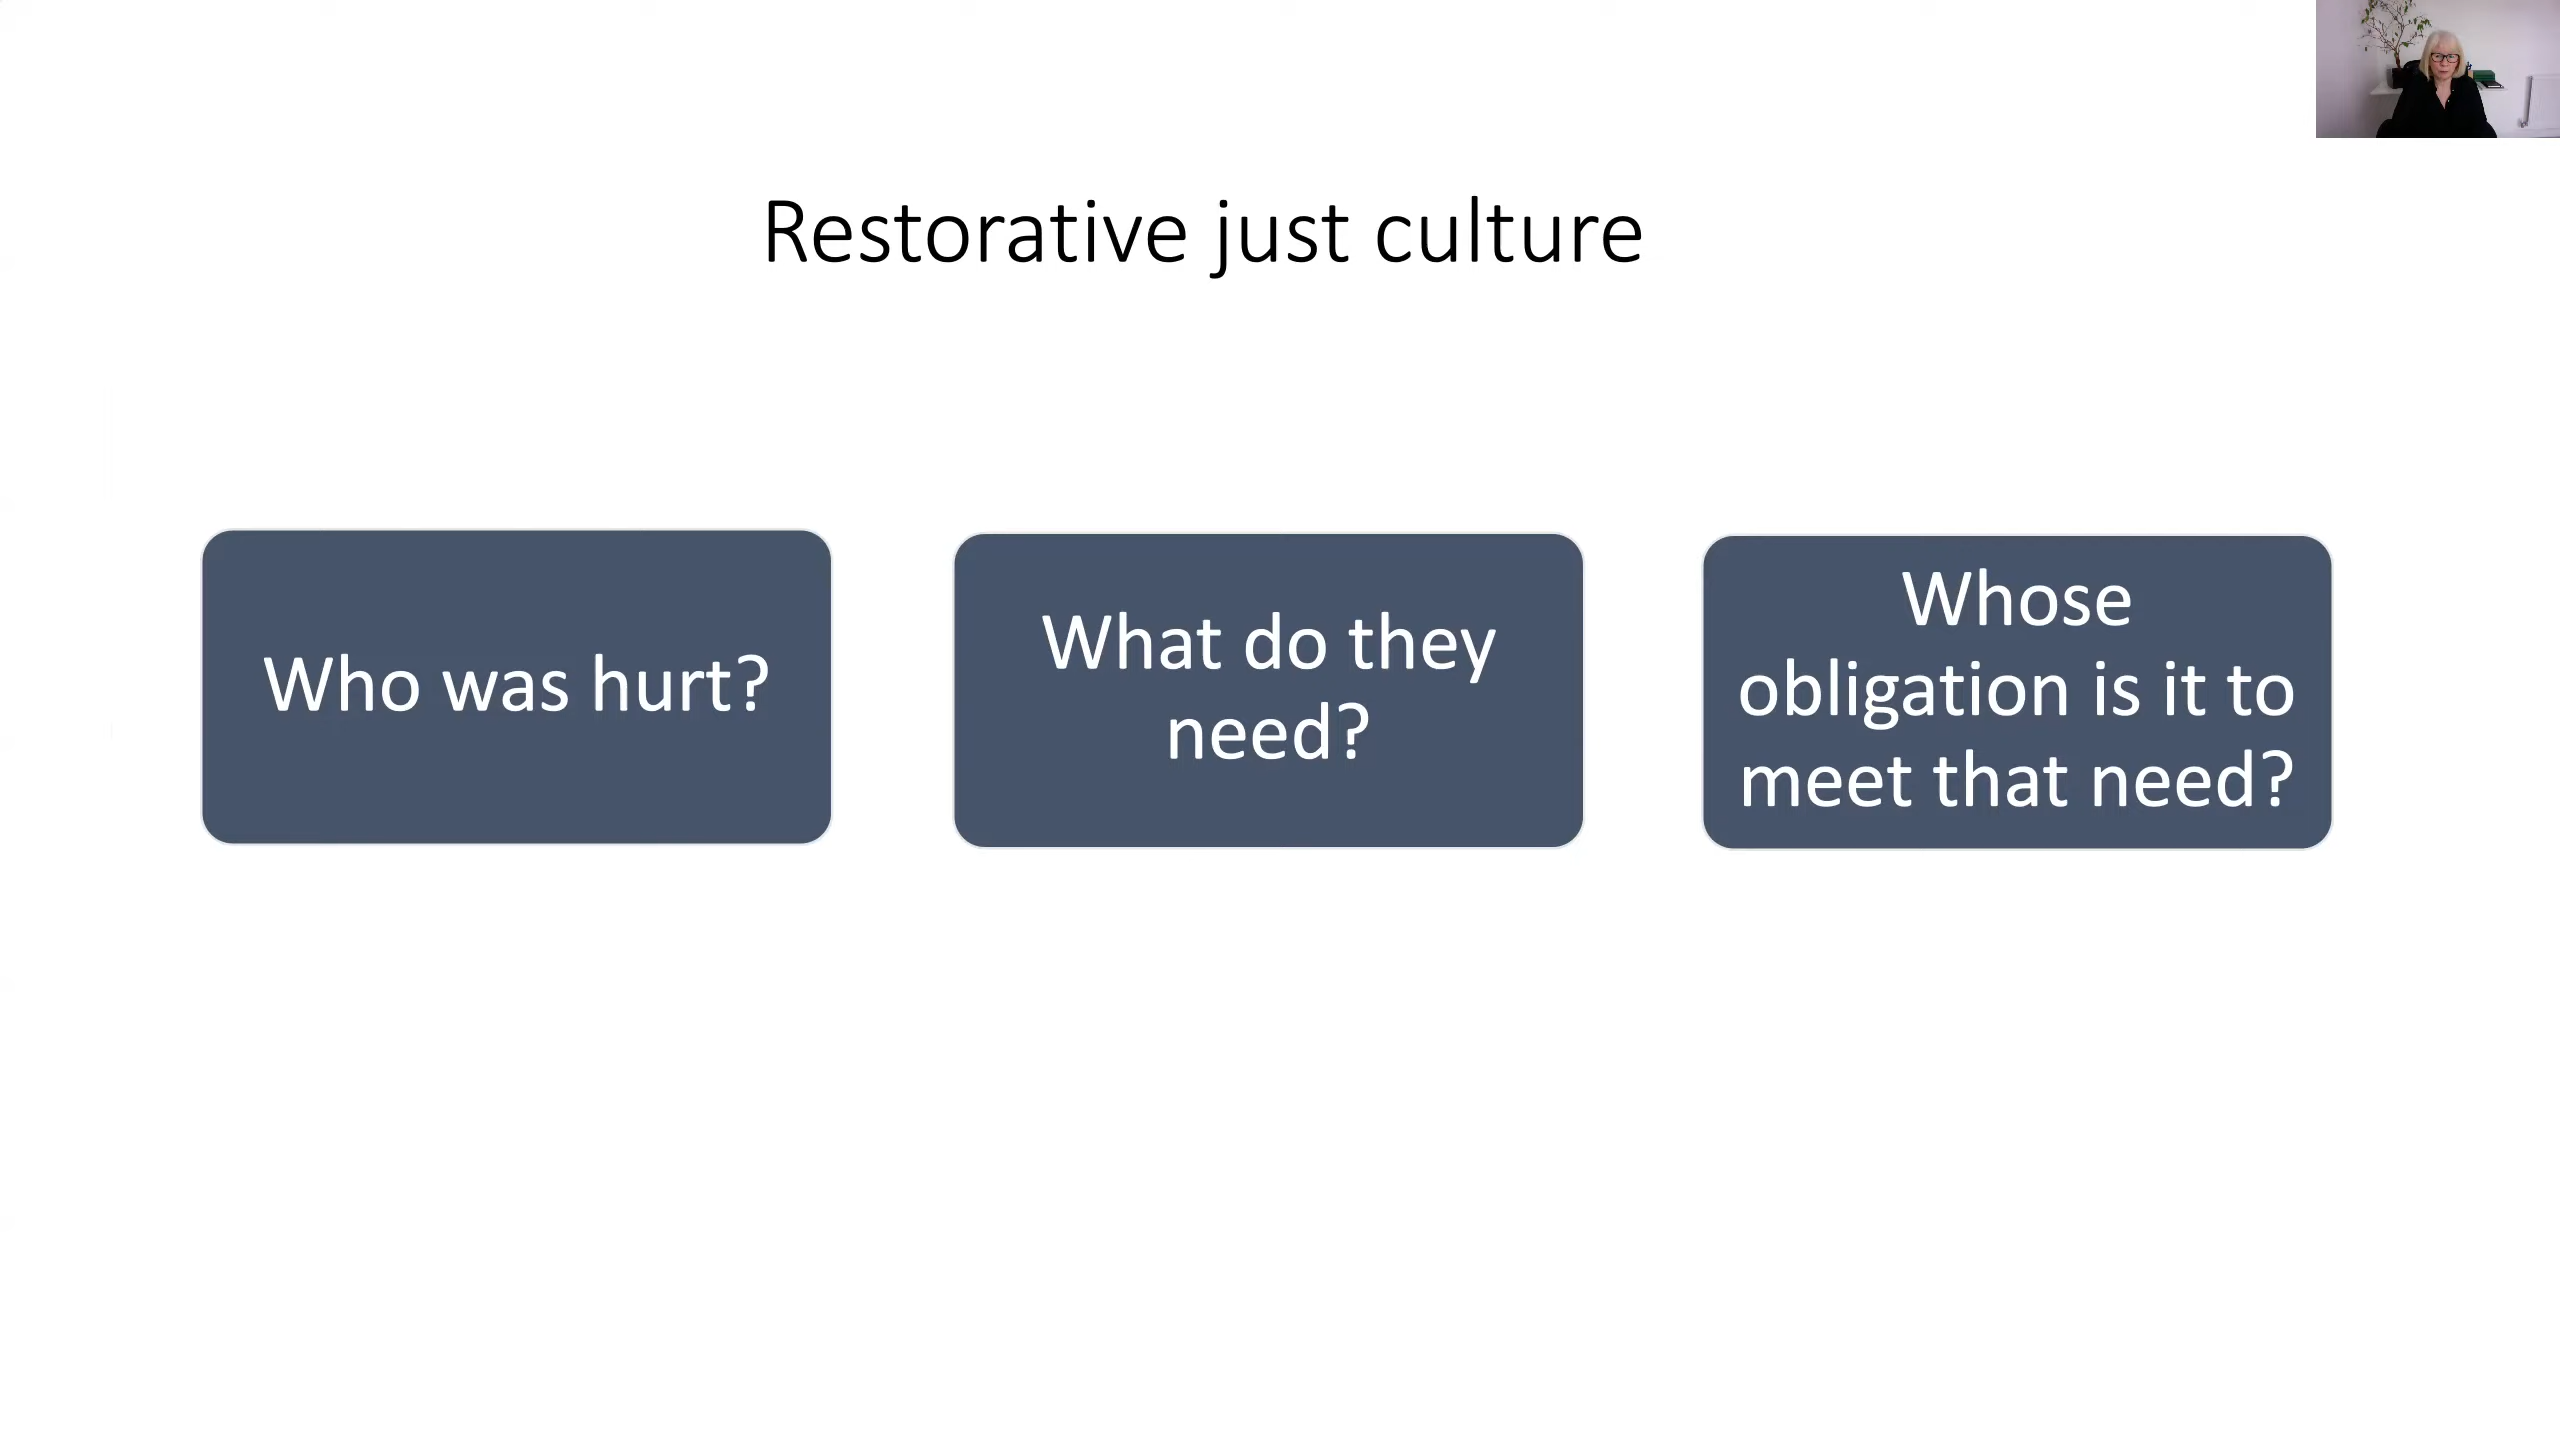 Restorative just culture
Who was hurt?
What do they
need?
Whose
obligation is it to
meet that need?